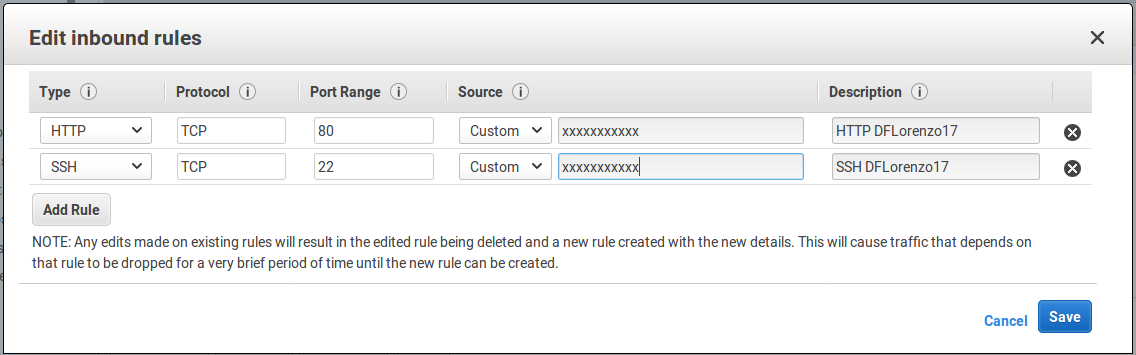 Edit inbound rules
Type Protocol Port Range Source Description
HTTP TCP 80 Custom xxxxxxxxxxx HTTP DFLorenzo17
SSH TCP 22 Custom xxxxxxxxxxx SSH DFLorenzo17
Add Rule
NOTE: Any edits made on existing rules will result in the edited rule being deleted and a new rule created with the new details. This will cause traffic that depends on
that rule to be dropped for a very brief period of time until the new rule can be created.
Cancel Save